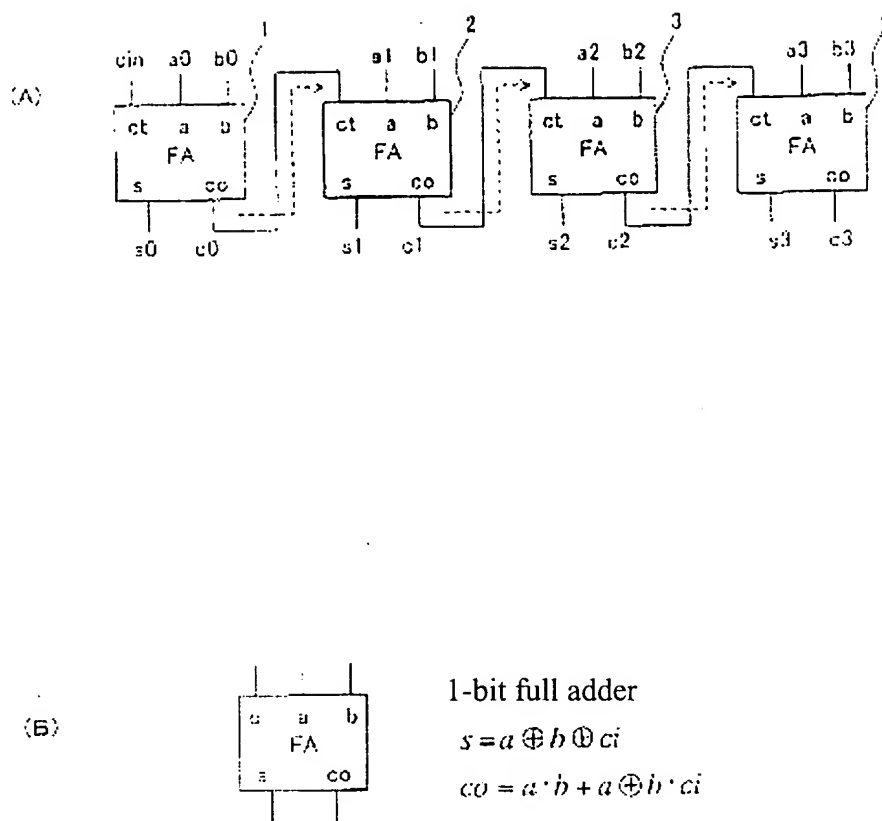 1 2 3
cin a0 b0 a1 b1 a2 b2 a3 b3
(A)
ct a b ct a b ct a b ct a b
FA FA FA FA
s co s co s co s co
s0 c0 s1 c1 s2 c2 s3 c3
1-bit full adder
(Б) a b
FA
s = a ⊕ b ⊕ ci
s co
co = a · b + a ⊕ b · ci